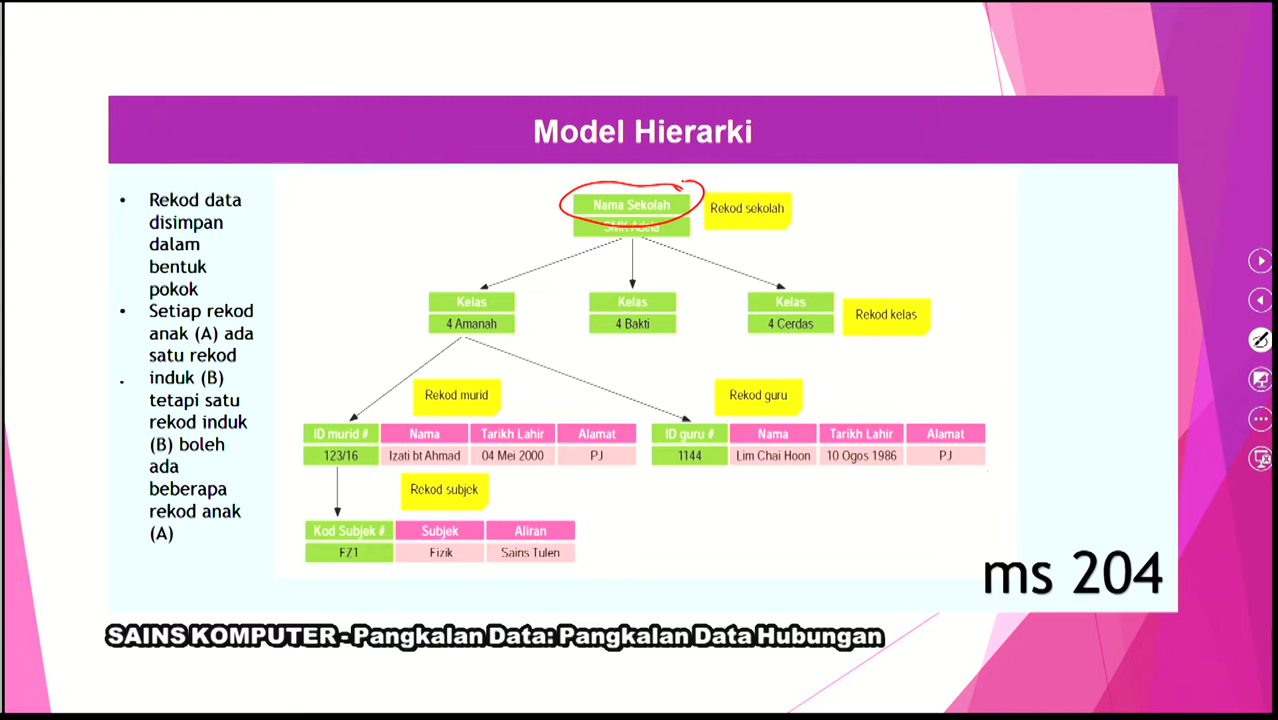 Model Hierarki
• Rekod data
disimpan
dalam
bentuk
pokok
• Setiap rekod
anak (A) ada
satu rekod
induk (B)
tetapi satu
rekod induk
(B) boleh
ada
beberapa
rekod anak
(A)
Nama Sekolah
SMK Adela
Rekod sekolah
Kelas
4 Amanah
Kelas
4 Bakti
Kelas
4 Cerdas
Rekod kelas
Rekod murid
Rekod guru
ID murid # Nama Tarikh Lahir Alamat
123/16 Izati bt Ahmad 04 Mei 2000 PJ
ID guru # Nama Tarikh Lahir Alamat
1144 Lim Chai Hoon 10 Ogos 1986 PJ
Rekod subjek
Kod Subjek # Subjek Aliran
FZ1 Fizik Sains Tulen
ms 204
SAINS KOMPUTER - Pangkalan Data: Pangkalan Data Hubungan